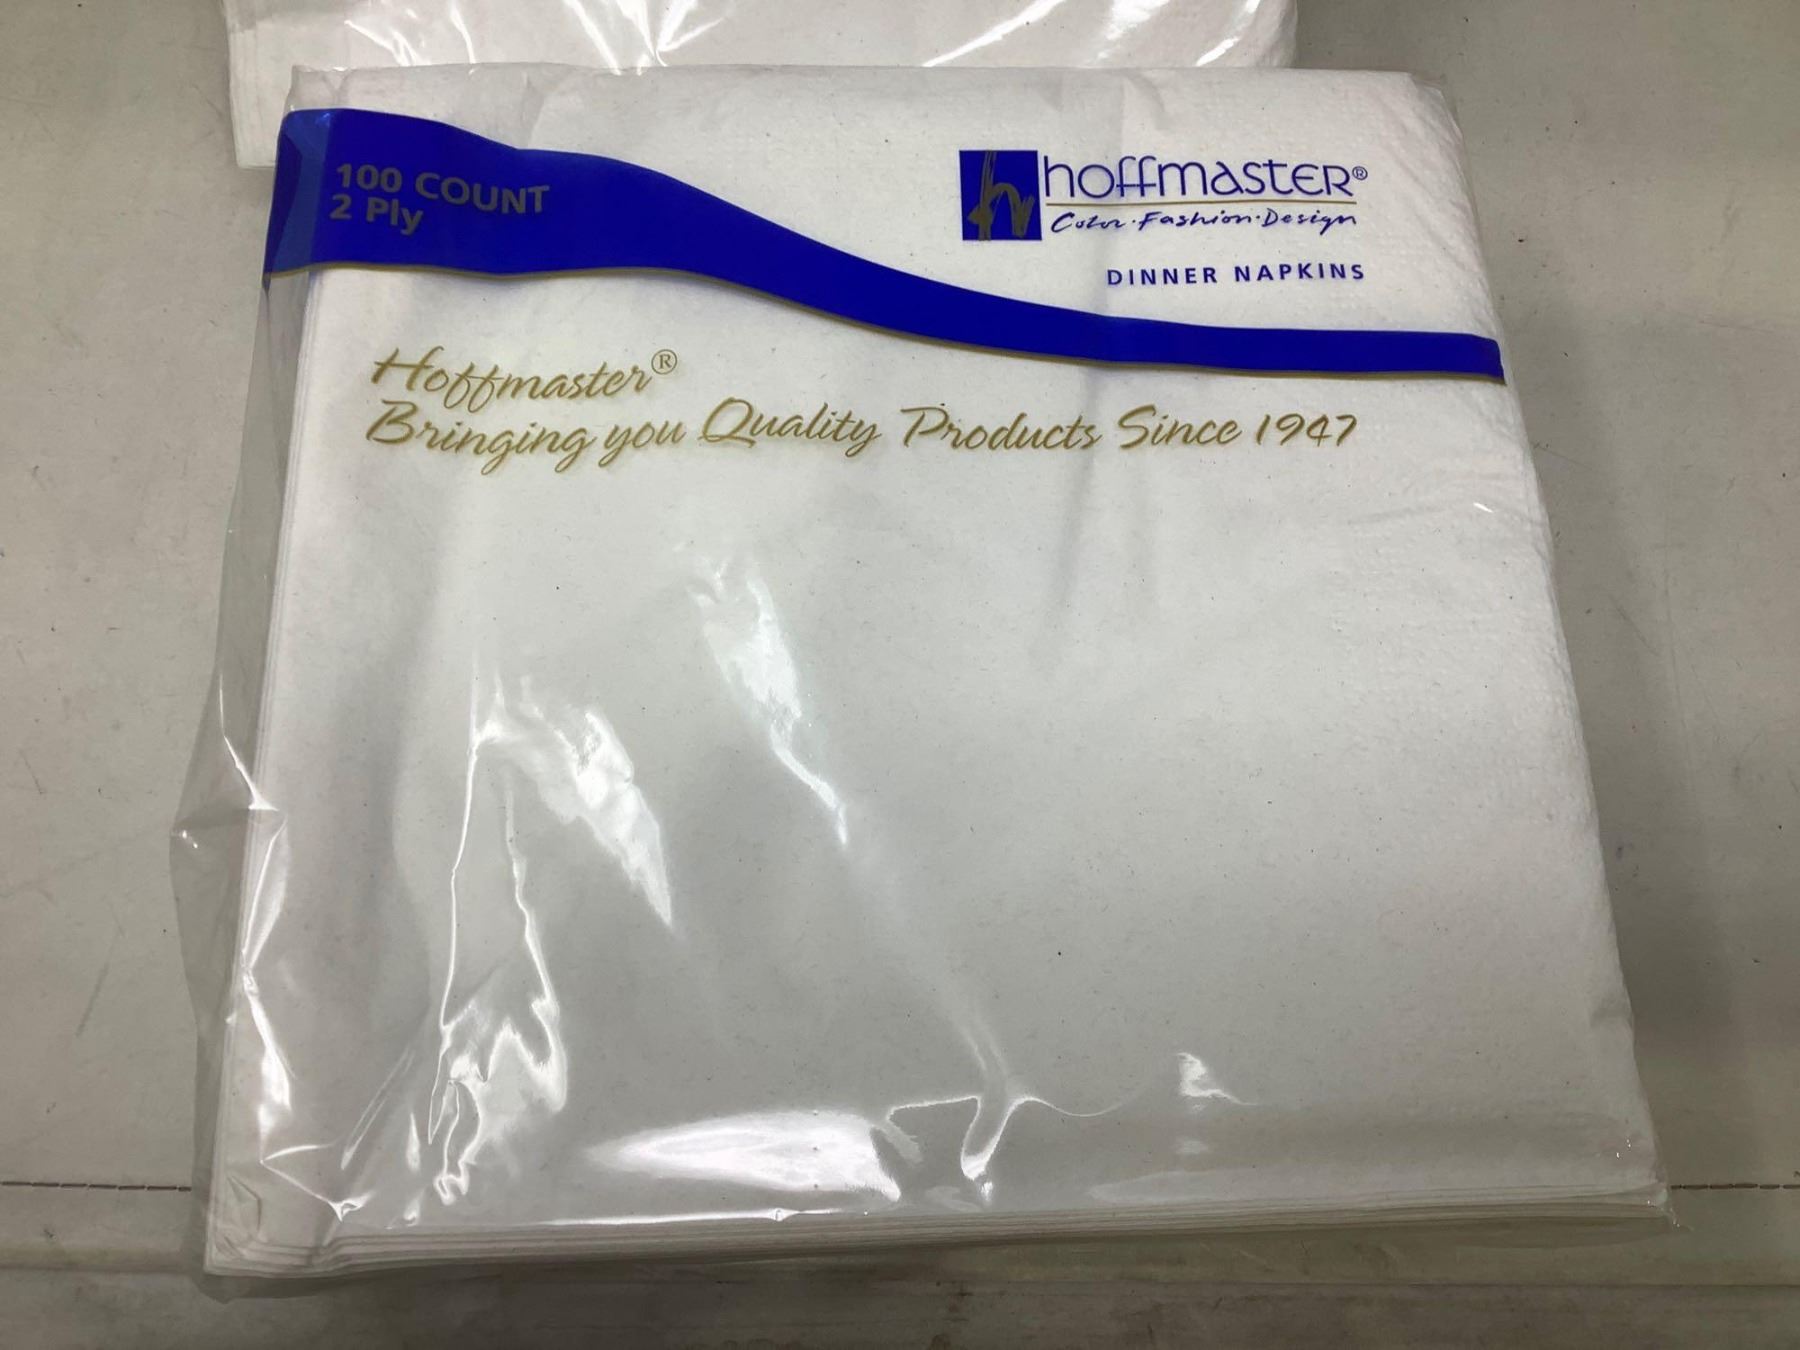 100 COUNT
2 Ply
h
hoffmaster®
Color·Fashion·Design
DINNER NAPKINS
Hoffmaster®
Bringing you Quality Products Since 1947